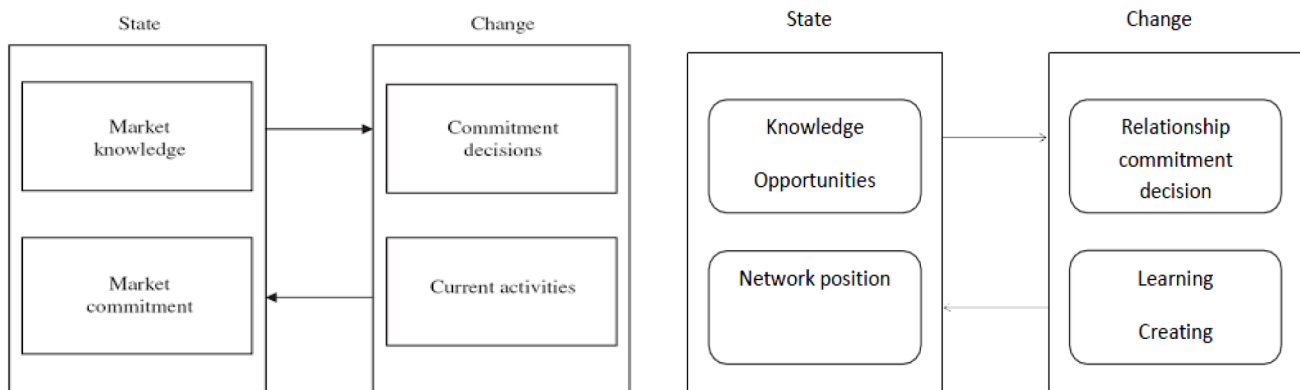 State
Change
Market
knowledge
Commitment
decisions
Market
commitment
Current activities
State
Change
Knowledge
Opportunities
Relationship
commitment
decision
Network position
Learning
Creating